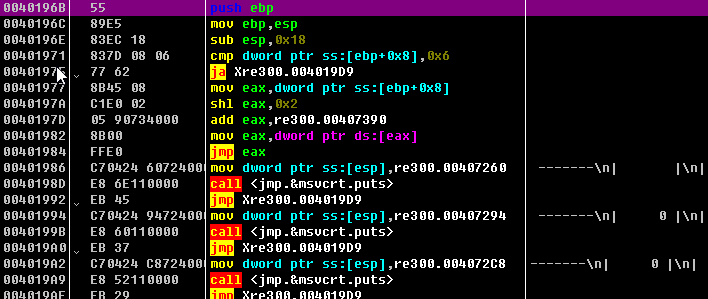 0040196B 55 push ebp
0040196C 89E5 mov ebp,esp
0040196E 83EC 18 sub esp,0x18
00401971 837D 08 06 cmp dword ptr ss:[ebp+0x8],0x6
0040197 77 62 ja Xre300.004019D9
00401977 8B45 08 mov eax,dword ptr ss:[ebp+0x8]
0040197A C1E0 02 shl eax,0x2
0040197D 05 90734000 add eax,re300.00407390
00401982 8B00 mov eax,dword ptr ds:[eax]
00401984 FFE0 jmp eax
00401986 C70424 6072400 mov dword ptr ss:[esp],re300.00407260 -------\n| |\n|
0040198D E8 6E110000 call <jmp.&msvcrt.puts>
00401992 EB 45 jmp Xre300.004019D9
00401994 C70424 9472400 mov dword ptr ss:[esp],re300.00407294 -------\n| 0 |\n|
0040199B E8 60110000 call <jmp.&msvcrt.puts>
004019A0 EB 37 jmp Xre300.004019D9
004019A2 C70424 C872400 mov dword ptr ss:[esp],re300.004072C8 -------\n| 0 |\n|
004019A9 E8 52110000 call <jmp.&msvcrt.puts>
004019AE EB 29 jmp Xre300.004019D9